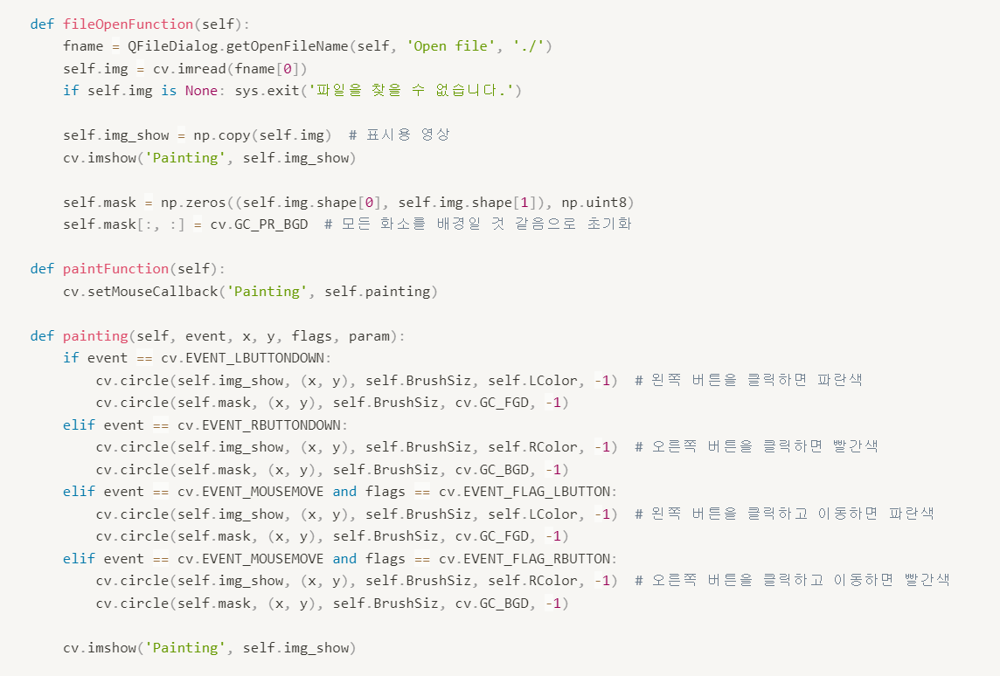 def fileOpenFunction(self):
    fname = QFileDialog.getOpenFileName(self, 'Open file', './')
    self.img = cv.imread(fname[0])
    if self.img is None: sys.exit('파일을 찾을 수 없습니다.')

    self.img_show = np.copy(self.img)  # 표시용 영상
    cv.imshow('Painting', self.img_show)

    self.mask = np.zeros((self.img.shape[0], self.img.shape[1]), np.uint8)
    self.mask[:, :] = cv.GC_PR_BGD  # 모든 화소를 배경일 것 같음으로 초기화

def paintFunction(self):
    cv.setMouseCallback('Painting', self.painting)

def painting(self, event, x, y, flags, param):
    if event == cv.EVENT_LBUTTONDOWN:
        cv.circle(self.img_show, (x, y), self.BrushSiz, self.LColor, -1)  # 왼쪽 버튼을 클릭하면 파란색
        cv.circle(self.mask, (x, y), self.BrushSiz, cv.GC_FGD, -1)
    elif event == cv.EVENT_RBUTTONDOWN:
        cv.circle(self.img_show, (x, y), self.BrushSiz, self.RColor, -1)  # 오른쪽 버튼을 클릭하면 빨간색
        cv.circle(self.mask, (x, y), self.BrushSiz, cv.GC_BGD, -1)
    elif event == cv.EVENT_MOUSEMOVE and flags == cv.EVENT_FLAG_LBUTTON:
        cv.circle(self.img_show, (x, y), self.BrushSiz, self.LColor, -1)  # 왼쪽 버튼을 클릭하고 이동하면 파란색
        cv.circle(self.mask, (x, y), self.BrushSiz, cv.GC_FGD, -1)
    elif event == cv.EVENT_MOUSEMOVE and flags == cv.EVENT_FLAG_RBUTTON:
        cv.circle(self.img_show, (x, y), self.BrushSiz, self.RColor, -1)  # 오른쪽 버튼을 클릭하고 이동하면 빨간색
        cv.circle(self.mask, (x, y), self.BrushSiz, cv.GC_BGD, -1)

    cv.imshow('Painting', self.img_show)